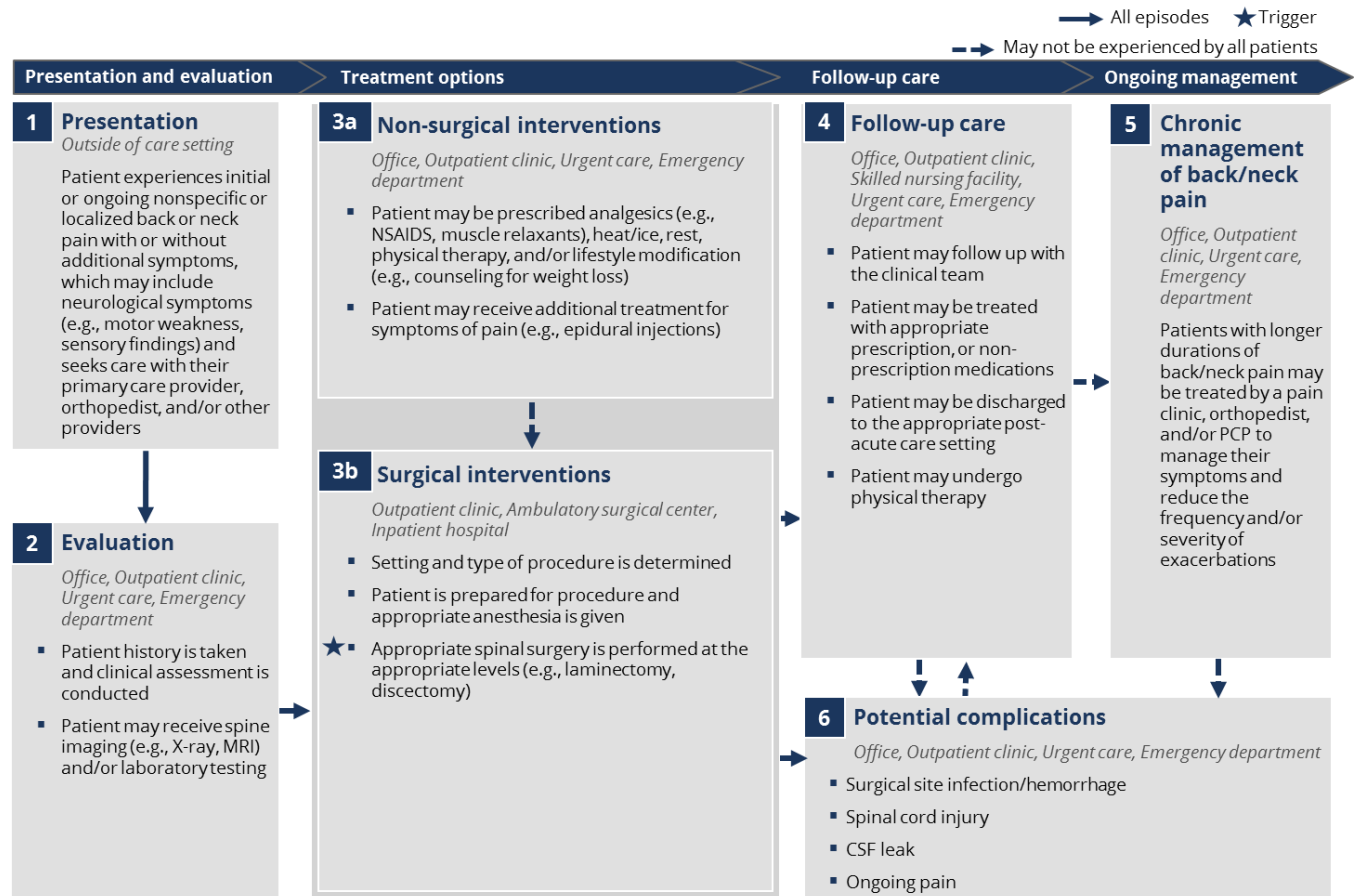 All episodes
Trigger
May not be experienced by all patients
Presentation and evaluation
Treatment options
Follow-up care
Ongoing management
1
Presentation
Outside of care setting
Patient experiences initial
or ongoing nonspecific or
localized back or neck
pain with or without
additional symptoms,
which may include
neurological symptoms
(e.g., motor weakness,
sensory findings) and
seeks care with their
primary care provider,
orthopedist, and/or other
providers
2
Evaluation
Office, Outpatient clinic,
Urgent care, Emergency
department
▪ Patient history is taken
and clinical assessment is
conducted
▪ Patient may receive spine
imaging (e.g., X-ray, MRI)
and/or laboratory testing
3a
Non-surgical interventions
Office, Outpatient clinic, Urgent care, Emergency
department
▪ Patient may be prescribed analgesics (e.g.,
NSAIDS, muscle relaxants), heat/ice, rest,
physical therapy, and/or lifestyle modification
(e.g., counseling for weight loss)
▪ Patient may receive additional treatment for
symptoms of pain (e.g., epidural injections)
3b
Surgical interventions
Outpatient clinic, Ambulatory surgical center,
Inpatient hospital
▪ Setting and type of procedure is determined
▪ Patient is prepared for procedure and
appropriate anesthesia is given
▪ Appropriate spinal surgery is performed at the
appropriate levels (e.g., laminectomy,
discectomy)
4
Follow-up care
Office, Outpatient clinic,
Skilled nursing facility,
Urgent care, Emergency
department
▪ Patient may follow up with
the clinical team
▪ Patient may be treated
with appropriate
prescription, or non-
prescription medications
▪ Patient may be discharged
to the appropriate post-
acute care setting
▪ Patient may undergo
physical therapy
5
Chronic
management
of back/neck
pain
Office, Outpatient
clinic, Urgent care,
Emergency
department
Patients with longer
durations of
back/neck pain may
be treated by a pain
clinic, orthopedist,
and/or PCP to
manage their
symptoms and
reduce the
frequency and/or
severity of
exacerbations
6
Potential complications
Office, Outpatient clinic, Urgent care, Emergency department
▪ Surgical site infection/hemorrhage
▪ Spinal cord injury
▪ CSF leak
▪ Ongoing pain